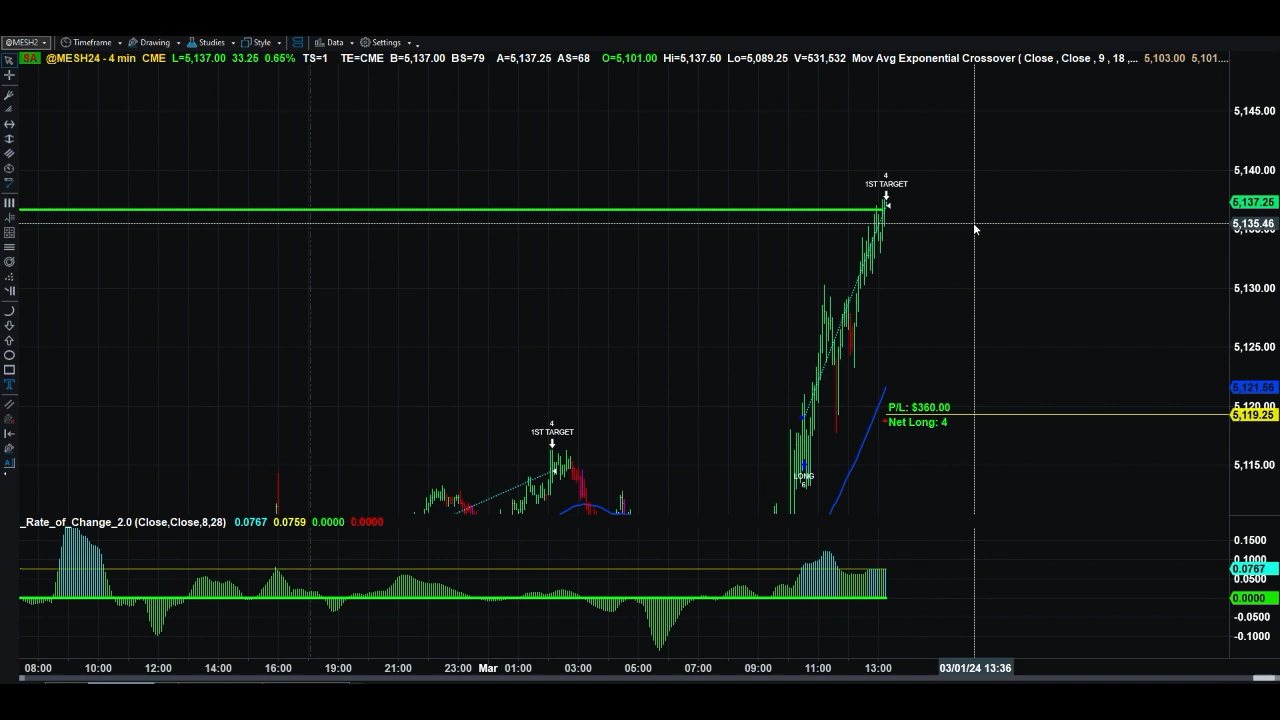 @MESH2 Timeframe Drawing Studies Style Data Settings
SA @MESH24 - 4 min CME L=5,137.00 33.25 0.65% TS=1 TE=CME B=5,137.00 BS=79 A=5,137.25 AS=68 O=5,101.00 Hi=5,137.50 Lo=5,089.25 V=531,532 Mov Avg Exponential Crossover ( Close , Close , 9 , 18 ,... 5,103.00 5,101....
5,145.00
5,140.00
4
1ST TARGET
5,137.25
5,135.46
5,130.00
5,125.00
5,121.56
P/L: $360.00
5,119.25
Net Long: 4
4
1ST TARGET
5,115.00
LONG
6
_Rate_of_Change_2.0 (Close,Close,8,28) 0.0767 0.0759 0.0000 0.0000
0.1500
0.1000
0.0767
0.0500
0.0000
-0.0500
-0.1000
08:00 10:00 12:00 14:00 16:00 19:00 21:00 23:00 Mar 01:00 03:00 05:00 07:00 09:00 11:00 13:00 03/01/24 13:36